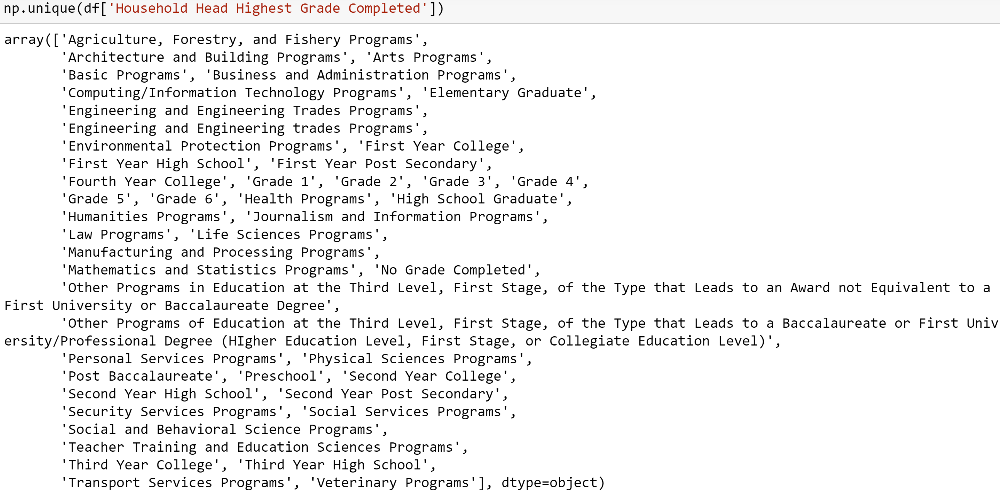 np.unique(df['Household Head Highest Grade Completed'])
array(['Agriculture, Forestry, and Fishery Programs',
'Architecture and Building Programs', 'Arts Programs',
'Basic Programs', 'Business and Administration Programs',
'Computing/Information Technology Programs', 'Elementary Graduate',
'Engineering and Engineering Trades Programs',
'Engineering and Engineering trades Programs',
'Environmental Protection Programs', 'First Year College',
'First Year High School', 'First Year Post Secondary',
'Fourth Year College', 'Grade 1', 'Grade 2', 'Grade 3', 'Grade 4',
'Grade 5', 'Grade 6', 'Health Programs', 'High School Graduate',
'Humanities Programs', 'Journalism and Information Programs',
'Law Programs', 'Life Sciences Programs',
'Manufacturing and Processing Programs',
'Mathematics and Statistics Programs', 'No Grade Completed',
'Other Programs in Education at the Third Level, First Stage, of the Type that Leads to an Award not Equivalent to a
First University or Baccalaureate Degree',
'Other Programs of Education at the Third Level, First Stage, of the Type that Leads to a Baccalaureate or First Univ
ersity/Professional Degree (HIgher Education Level, First Stage, or Collegiate Education Level)',
'Personal Services Programs', 'Physical Sciences Programs',
'Post Baccalaureate', 'Preschool', 'Second Year College',
'Second Year High School', 'Second Year Post Secondary',
'Security Services Programs', 'Social Services Programs',
'Social and Behavioral Science Programs',
'Teacher Training and Education Sciences Programs',
'Third Year College', 'Third Year High School',
'Transport Services Programs', 'Veterinary Programs'], dtype=object)